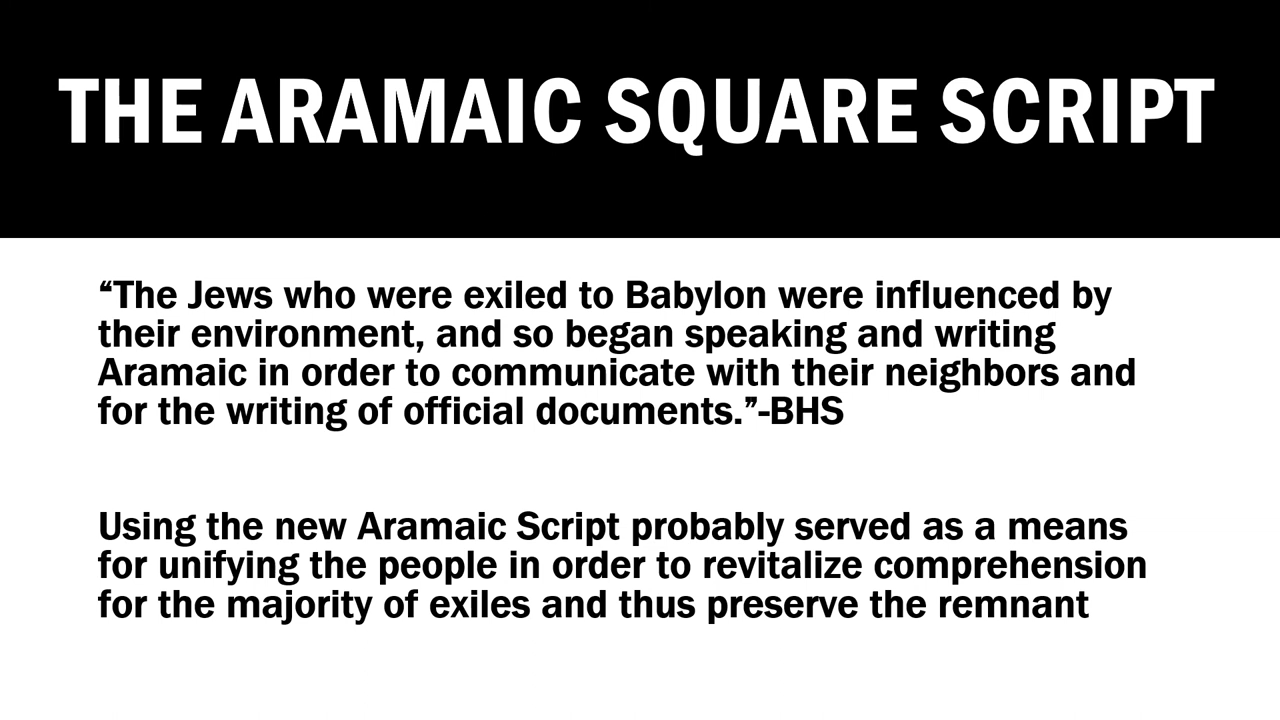 THE ARAMAIC SQUARE SCRIPT
“The Jews who were exiled to Babylon were influenced by
their environment, and so began speaking and writing
Aramaic in order to communicate with their neighbors and
for the writing of official documents.”-BHS
Using the new Aramaic Script probably served as a means
for unifying the people in order to revitalize comprehension
for the majority of exiles and thus preserve the remnant